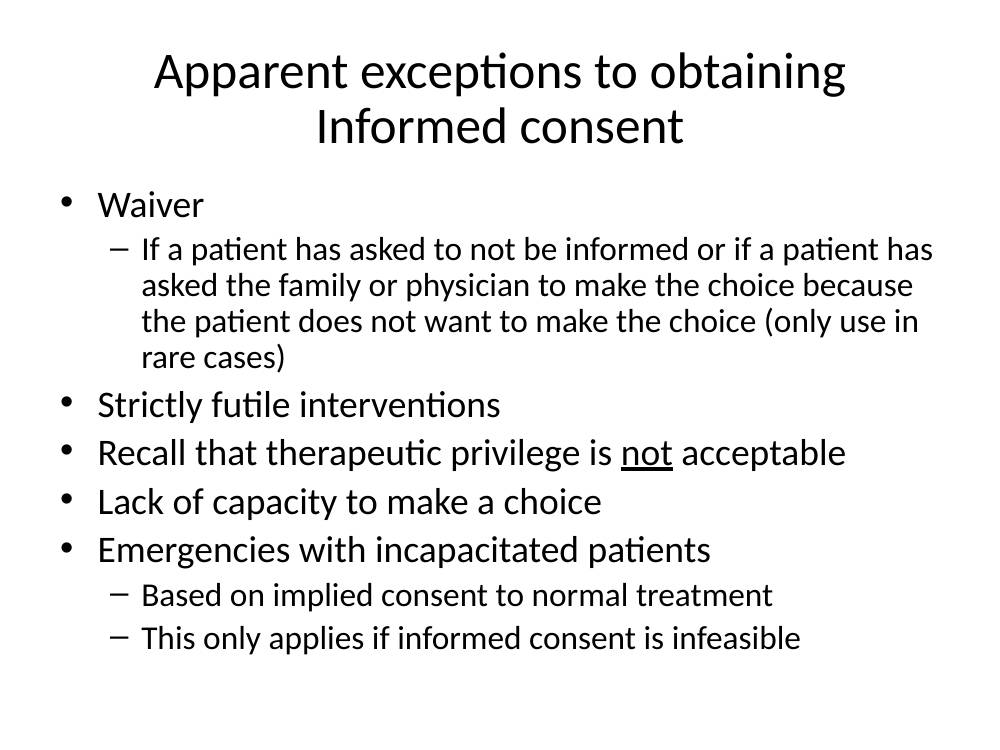 Apparent exceptions to obtaining
Informed consent
• Waiver
– If a patient has asked to not be informed or if a patient has
asked the family or physician to make the choice because
the patient does not want to make the choice (only use in
rare cases)
• Strictly futile interventions
• Recall that therapeutic privilege is not acceptable
• Lack of capacity to make a choice
• Emergencies with incapacitated patients
– Based on implied consent to normal treatment
– This only applies if informed consent is infeasible